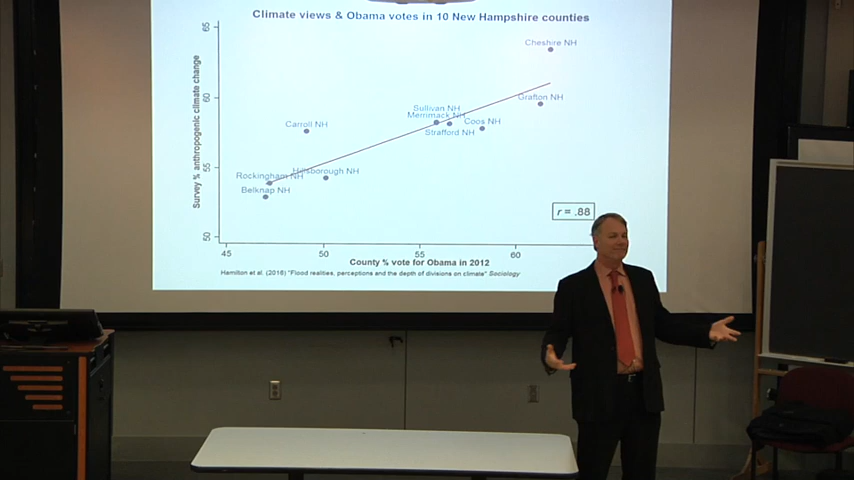 Climate views & Obama votes in 10 New Hampshire counties
65
60
55
50
Survey % anthropogenic climate change
Cheshire NH
Grafton NH
Sullivan NH
Merrimack NH
Coos NH
Strafford NH
Carroll NH
Hillsborough NH
Rockingham NH
Belknap NH
r = .88
45
50
55
60
County % vote for Obama in 2012
Hamilton et al. (2016) "Flood realities, perceptions and the depth of divisions on climate" Sociology